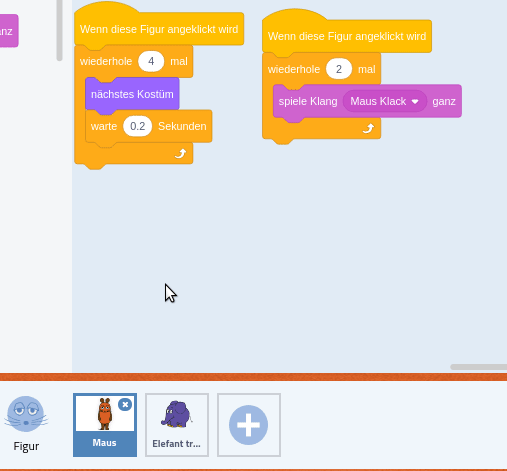 anz
Wenn diese Figur angeklickt wird
wiederhole 4 mal
nächstes Kostüm
warte 0.2 Sekunden
Wenn diese Figur angeklickt wird
wiederhole 2 mal
spiele Klang Maus Klack ganz
Figur
Maus
Elefant tr...